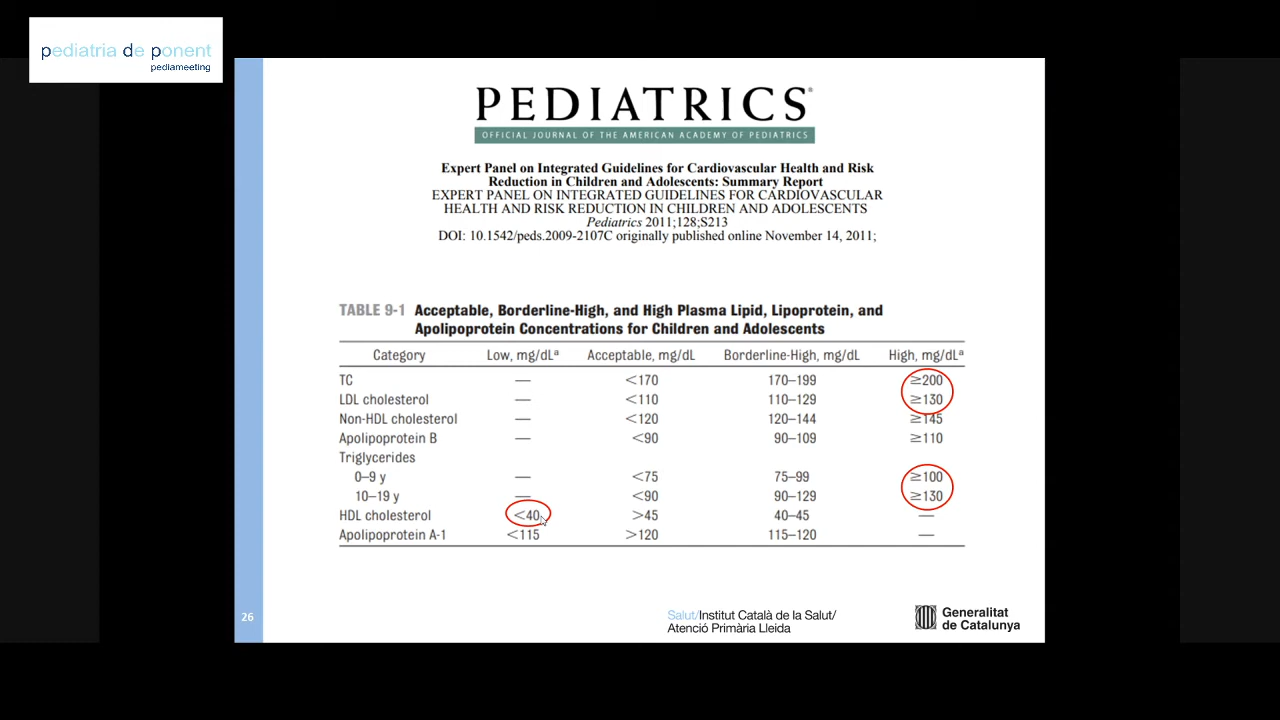 pediatria de ponent
pediameeting
PEDIATRICS®
OFFICIAL JOURNAL OF THE AMERICAN ACADEMY OF PEDIATRICS
Expert Panel on Integrated Guidelines for Cardiovascular Health and Risk
Reduction in Children and Adolescents: Summary Report
EXPERT PANEL ON INTEGRATED GUIDELINES FOR CARDIOVASCULAR
HEALTH AND RISK REDUCTION IN CHILDREN AND ADOLESCENTS
Pediatrics 2011;128;S213
DOI: 10.1542/peds.2009-2107C originally published online November 14, 2011;
TABLE 9-1 Acceptable, Borderline-High, and High Plasma Lipid, Lipoprotein, and
Apolipoprotein Concentrations for Children and Adolescents
Category Low, mg/dLª Acceptable, mg/dL Borderline-High, mg/dL High, mg/dLª
TC — <170 170–199 ≥200
LDL cholesterol — <110 110–129 ≥130
Non-HDL cholesterol — <120 120–144 ≥145
Apolipoprotein B — <90 90–109 ≥110
Triglycerides
0–9 y — <75 75–99 ≥100
10–19 y — <90 90–129 ≥130
HDL cholesterol <40 >45 40–45 —
Apolipoprotein A-1 <115 >120 115–120 —
26
Salut/Institut Català de la Salut/
Atenció Primària Lleida
Generalitat
de Catalunya